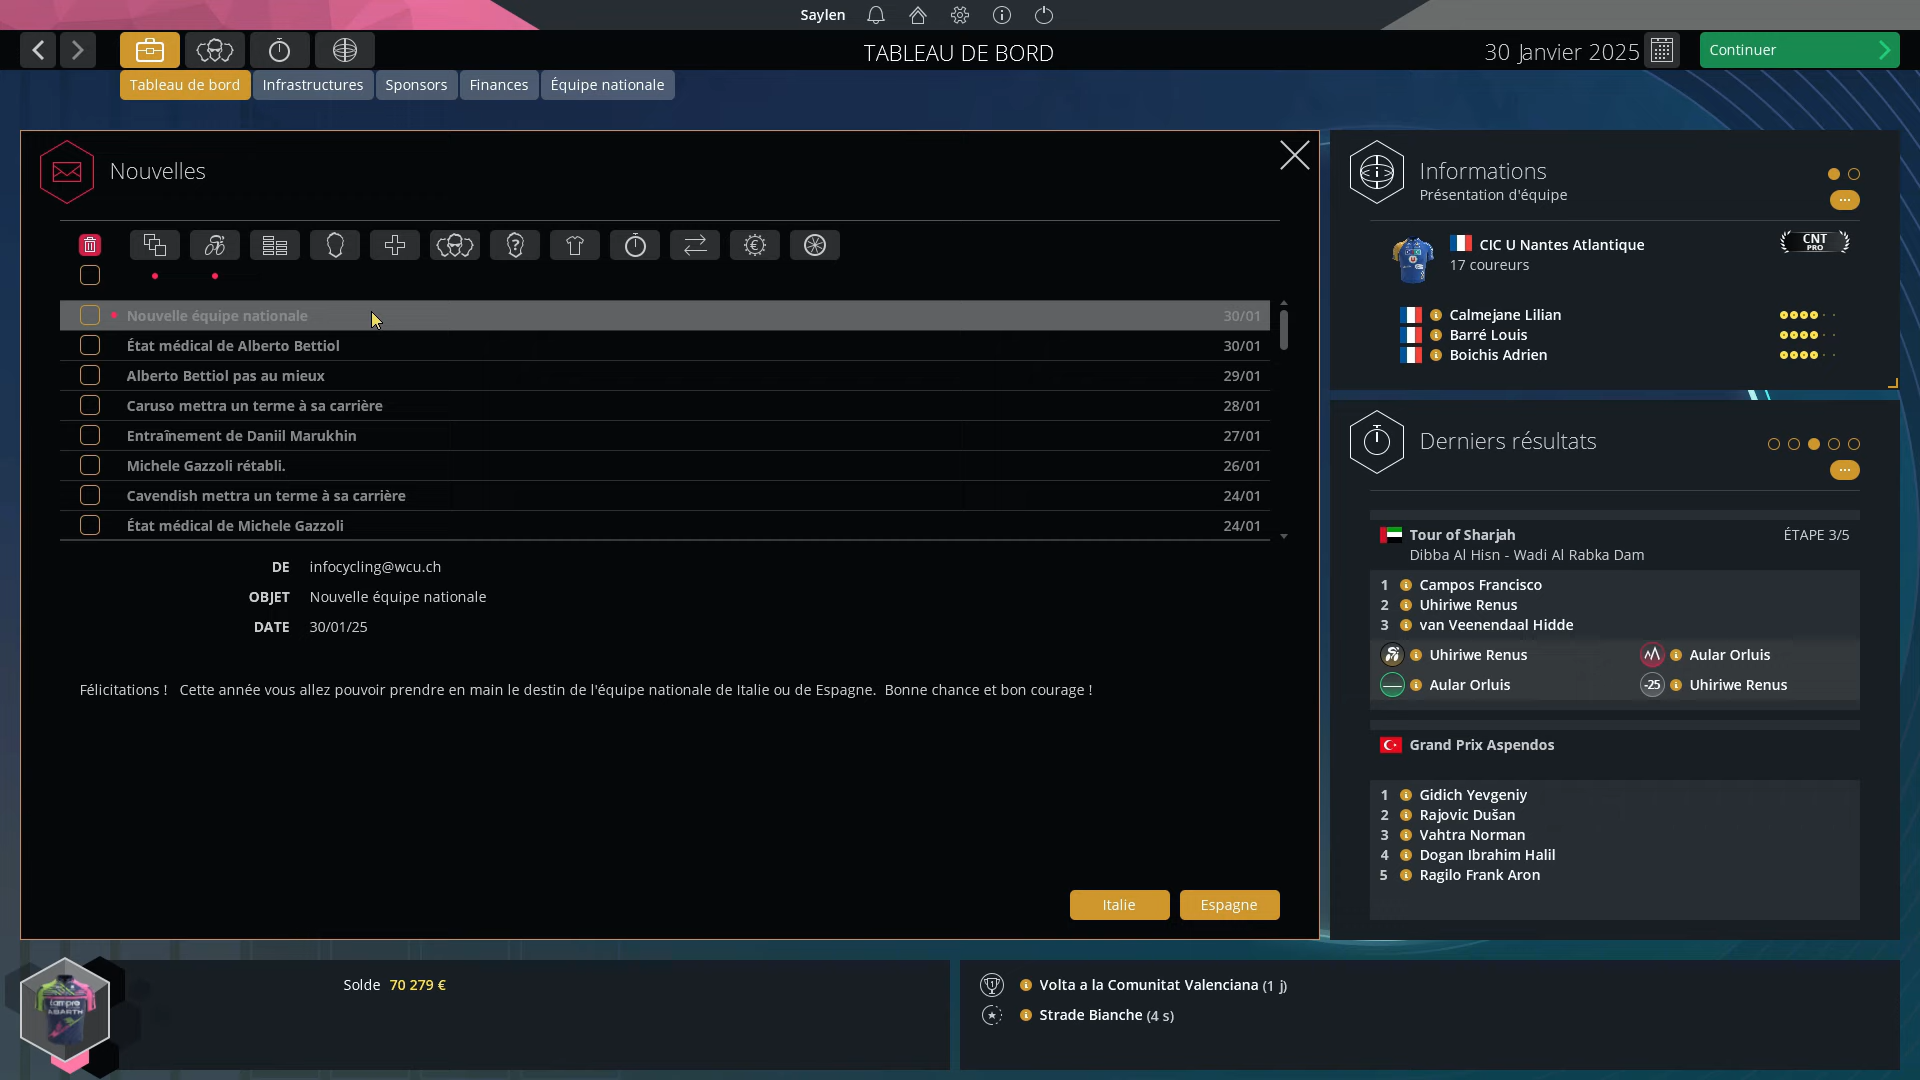 Saylen
TABLEAU DE BORD
30 Janvier 2025
Continuer
Tableau de bord
Infrastructures
Sponsors
Finances
Équipe nationale
Nouvelles
Nouvelle équipe nationale 30/01
État médical de Alberto Bettiol 30/01
Alberto Bettiol pas au mieux 29/01
Caruso mettra un terme à sa carrière 28/01
Entraînement de Daniil Marukhin 27/01
Michele Gazzoli rétabli. 26/01
Cavendish mettra un terme à sa carrière 24/01
État médical de Michele Gazzoli 24/01
DE infocycling@wcu.ch
OBJET Nouvelle équipe nationale
DATE 30/01/25
Félicitations ! Cette année vous allez pouvoir prendre en main le destin de l'équipe nationale de Italie ou de Espagne. Bonne chance et bon courage !
Italie
Espagne
Informations
Présentation d'équipe
CIC U Nantes Atlantique
17 coureurs
CNT
PRO
Calmejane Lilian
Barré Louis
Boichis Adrien
Derniers résultats
Tour of Sharjah ÉTAPE 3/5
Dibba Al Hisn - Wadi Al Rabka Dam
1 Campos Francisco
2 Uhiriwe Renus
3 van Veenendaal Hidde
Uhiriwe Renus
Aular Orluis
Aular Orluis
-25 Uhiriwe Renus
Grand Prix Aspendos
1 Gidich Yevgeniy
2 Rajovic Dušan
3 Vahtra Norman
4 Dogan Ibrahim Halil
5 Ragilo Frank Aron
lampre
ABARTH
Solde 70 279 €
Volta a la Comunitat Valenciana (1 j)
Strade Bianche (4 s)